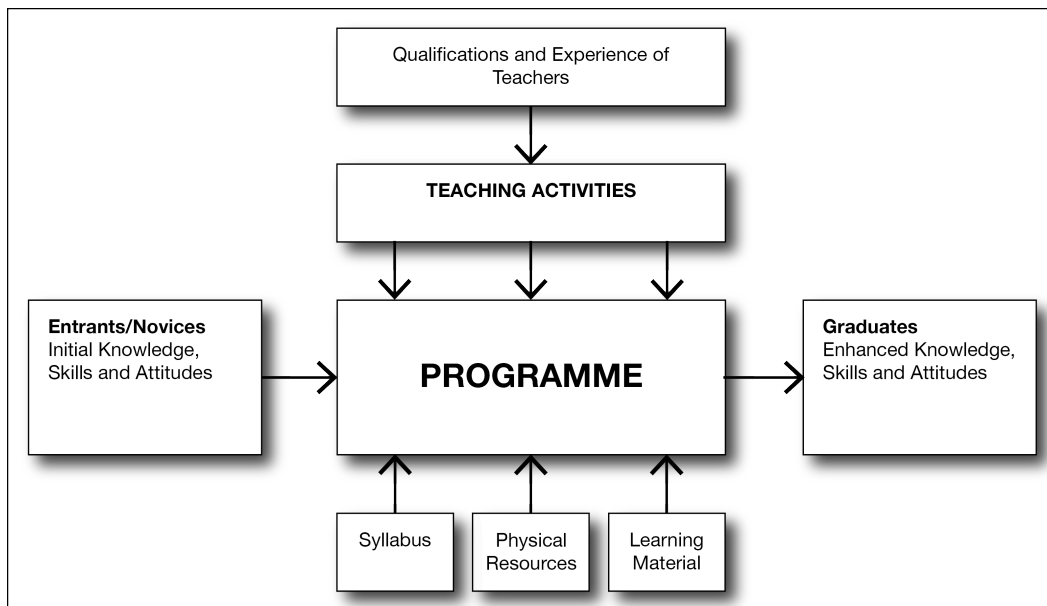 Qualifications and Experience of
Teachers
TEACHING ACTIVITIES
Entrants/Novices
Initial Knowledge,
Skills and Attitudes
PROGRAMME
Graduates
Enhanced Knowledge,
Skills and Attitudes
Syllabus
Physical
Resources
Learning
Material